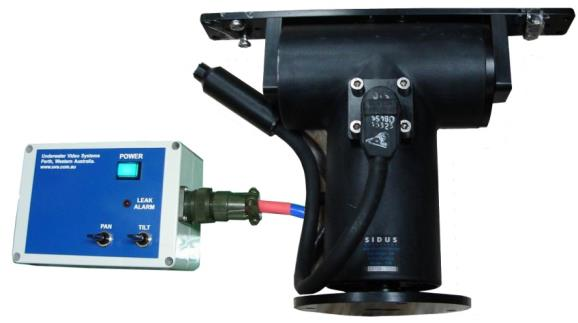 Underwater Video Systems
Perth, Western Australia.
www.uvs.com.au
POWER
LEAK
ALARM
PAN
TILT
SIDUS